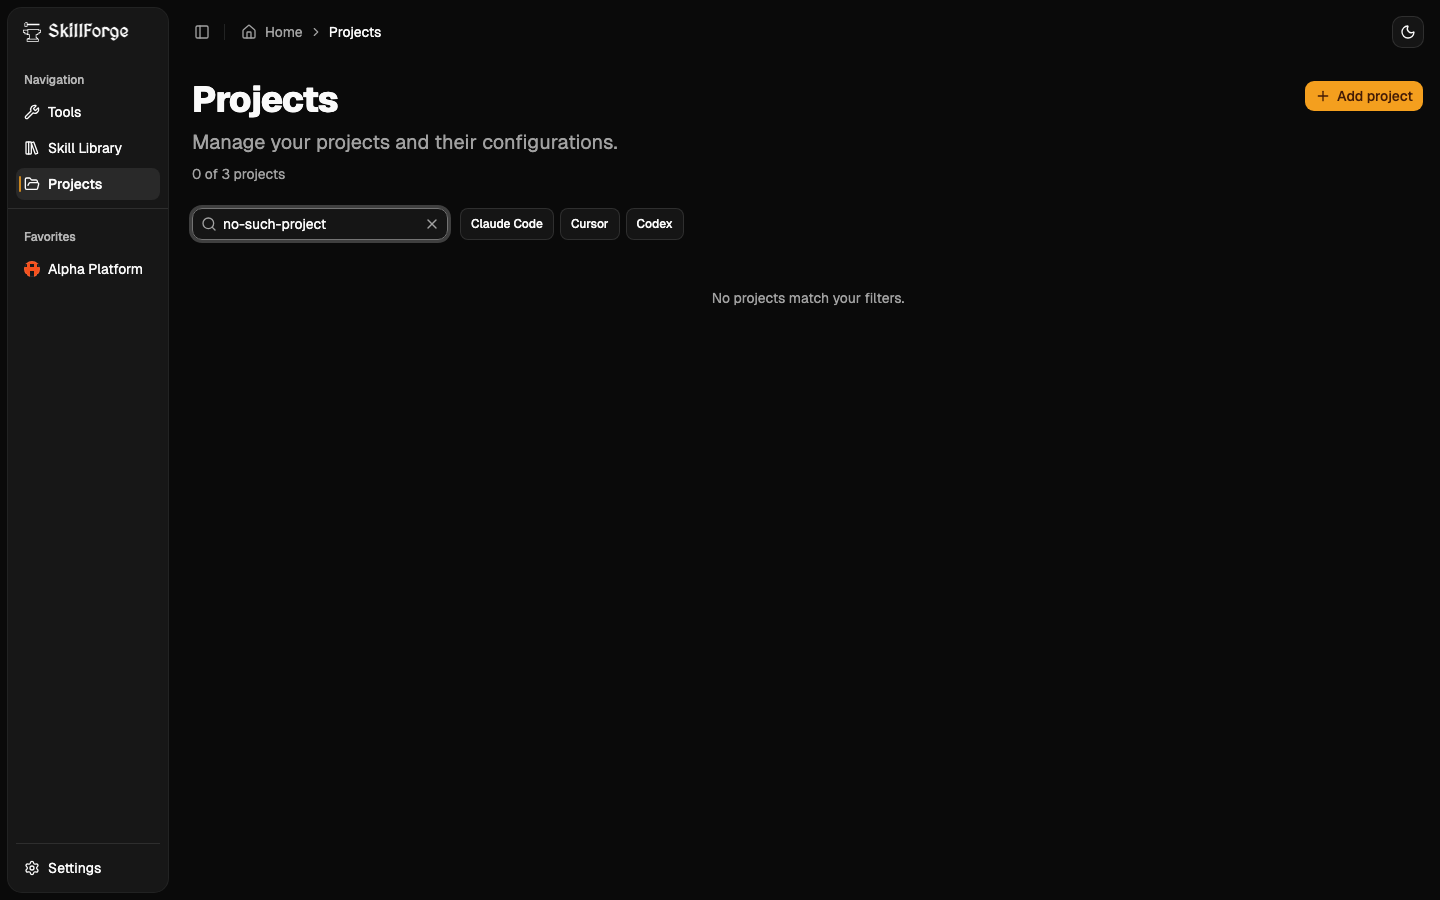 SkillForge
Home
Projects
Navigation
Tools
Skill Library
Projects
Favorites
Alpha Platform
Settings
Projects
Add project
Manage your projects and their configurations.
0 of 3 projects
no-such-project
Claude Code
Cursor
Codex
No projects match your filters.